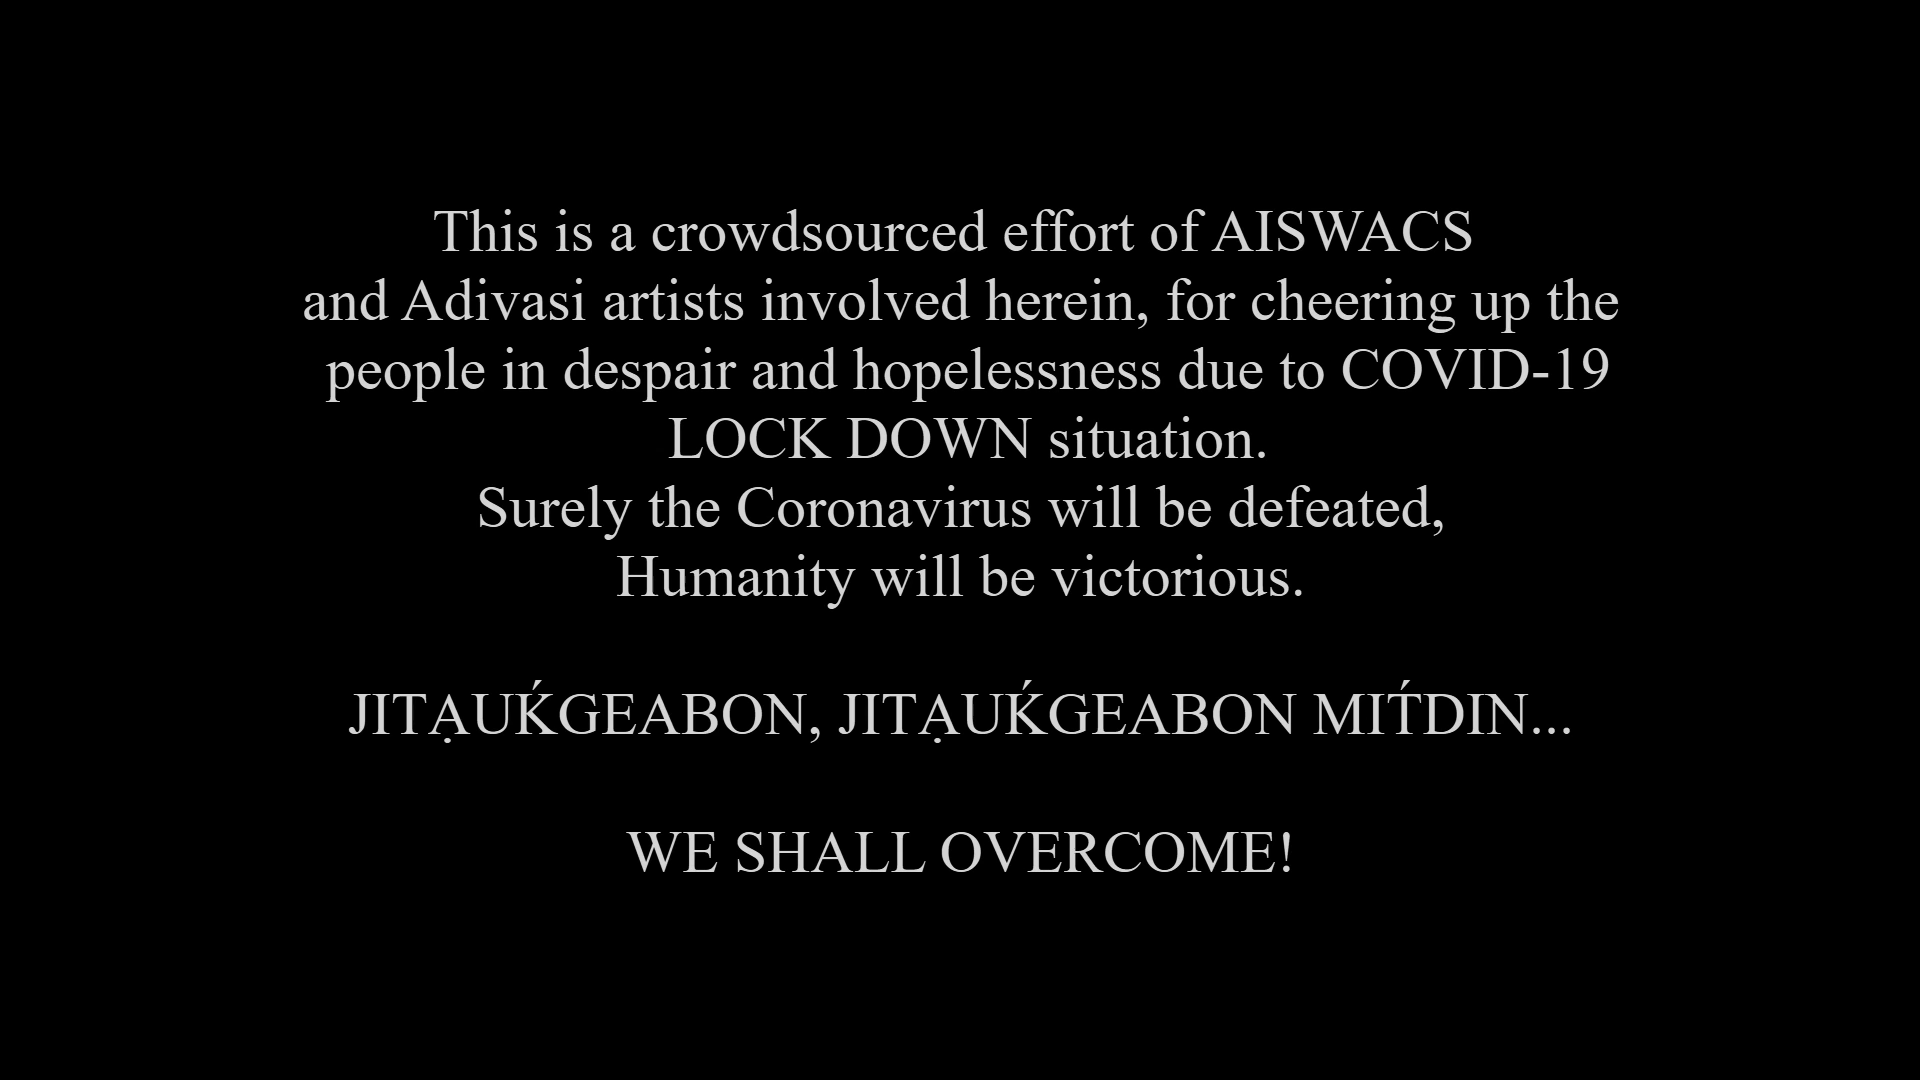 This is a crowdsourced effort of AISWACS
and Adivasi artists involved herein, for cheering up the
people in despair and hopelessness due to COVID-19
LOCK DOWN situation.
Surely the Coronavirus will be defeated,
Humanity will be victorious.
JITẠUḰGEABON, JITẠUḰGEABON MIT́DIN...
WE SHALL OVERCOME!